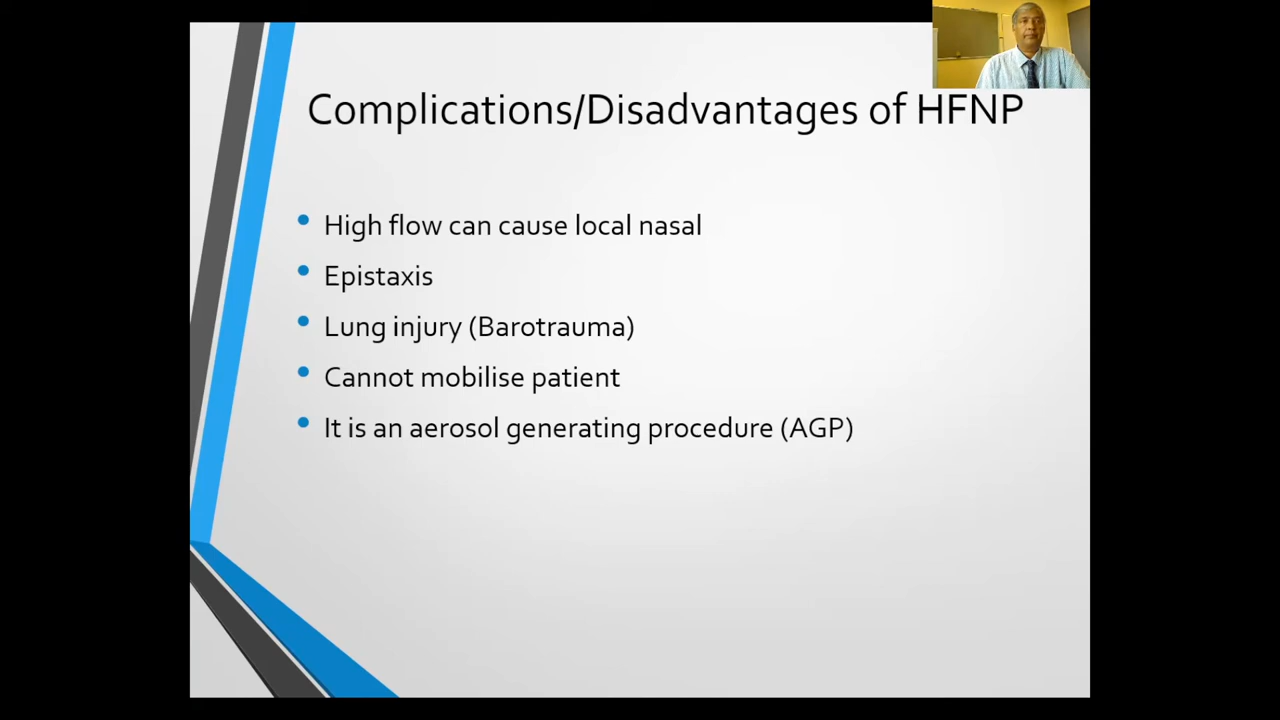 Complications/Disadvantages of HFNP
High flow can cause local nasal
Epistaxis
Lung injury (Barotrauma)
Cannot mobilise patient
It is an aerosol generating procedure (AGP)